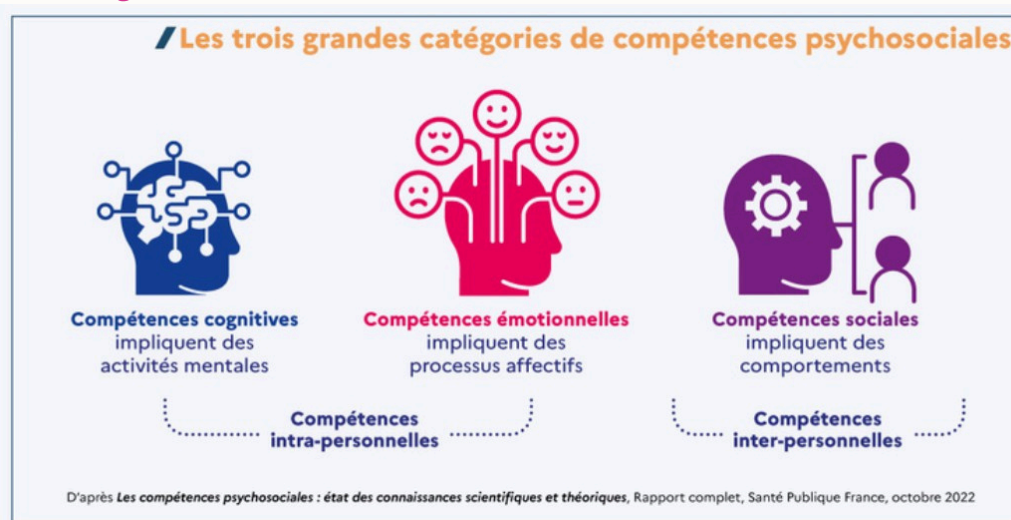 Les trois grandes catégories de compétences psychosociales
Compétences cognitives
impliquent des
activités mentales
Compétences émotionnelles
impliquent des
processus affectifs
Compétences sociales
impliquent des
comportements
Compétences
intra-personnelles
Compétences
inter-personnelles
D'après Les compétences psychosociales : état des connaissances scientifiques et théoriques, Rapport complet, Santé Publique France, octobre 2022